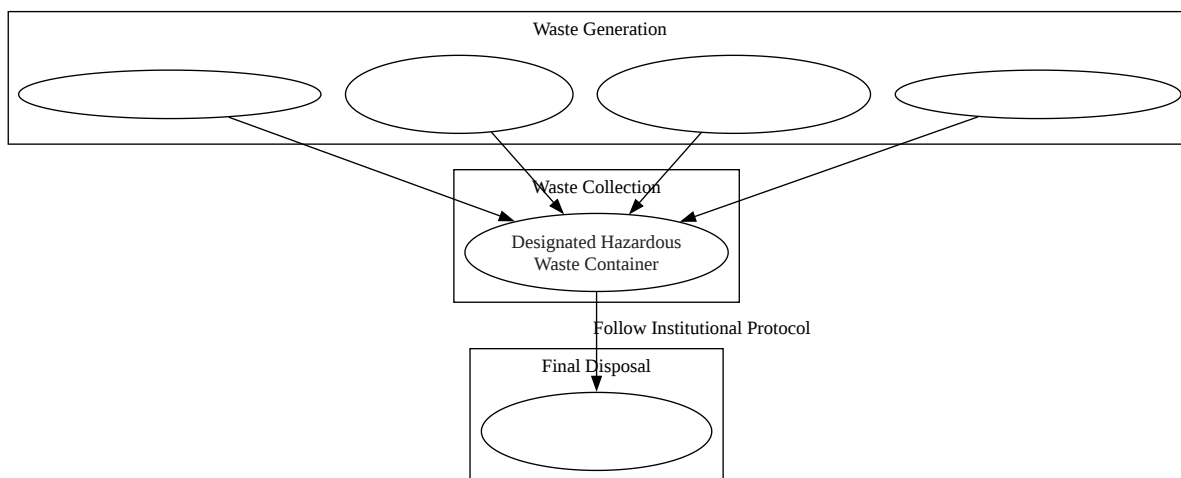 Waste Generation
Waste Collection
Designated Hazardous
Waste Container
Follow Institutional Protocol
Final Disposal